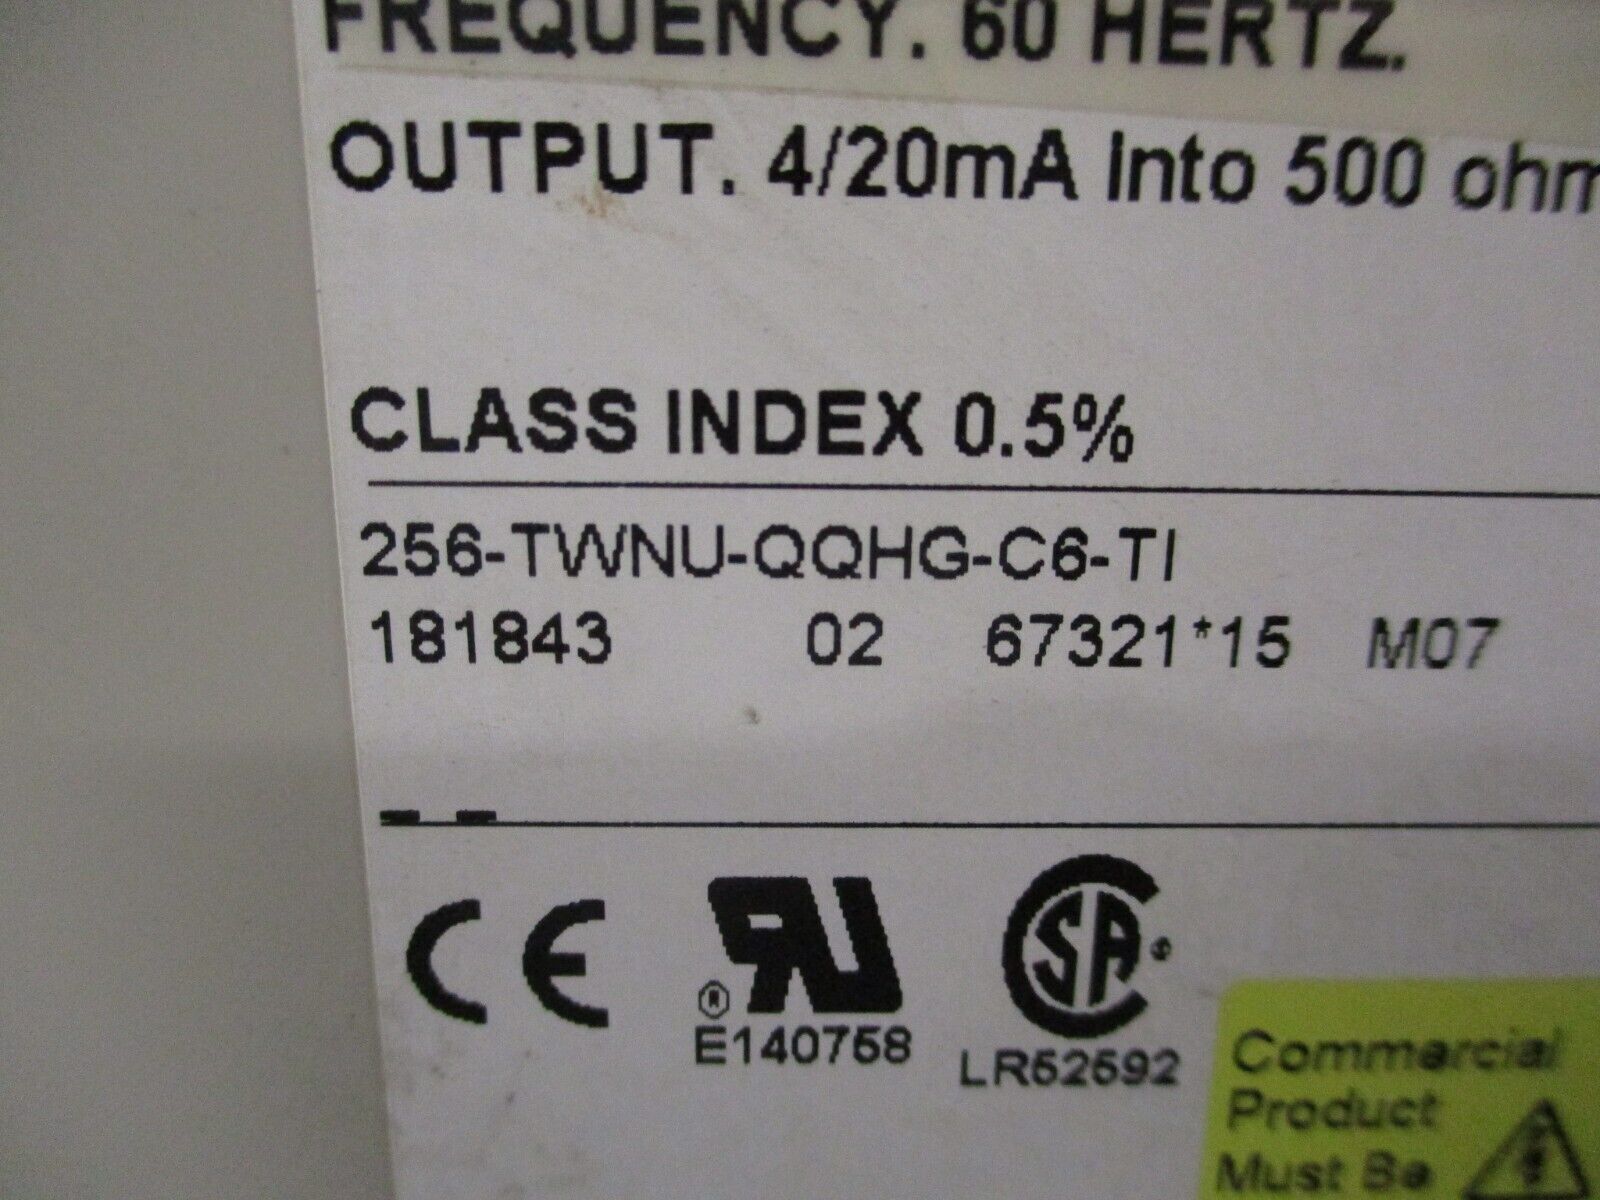 FREQUENCY. 60 HERTZ.
OUTPUT. 4/20mA Into 500 ohm
CLASS INDEX 0.5%
256-TWNU-QQHG-C6-TI
181843 02 67321*15 M07
CE
E140758
LR52592
Commercial
Product
Must Be